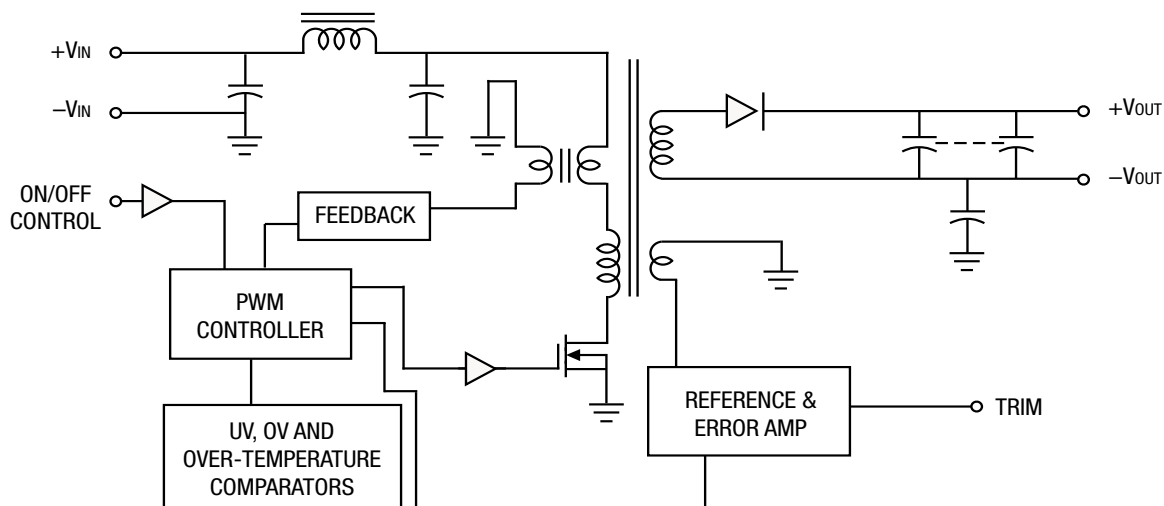 +VIN
−VIN
ON/OFF
CONTROL
FEEDBACK
PWM
CONTROLLER
UV, OV AND
OVER-TEMPERATURE
COMPARATORS
+VOUT
−VOUT
REFERENCE &
ERROR AMP
TRIM